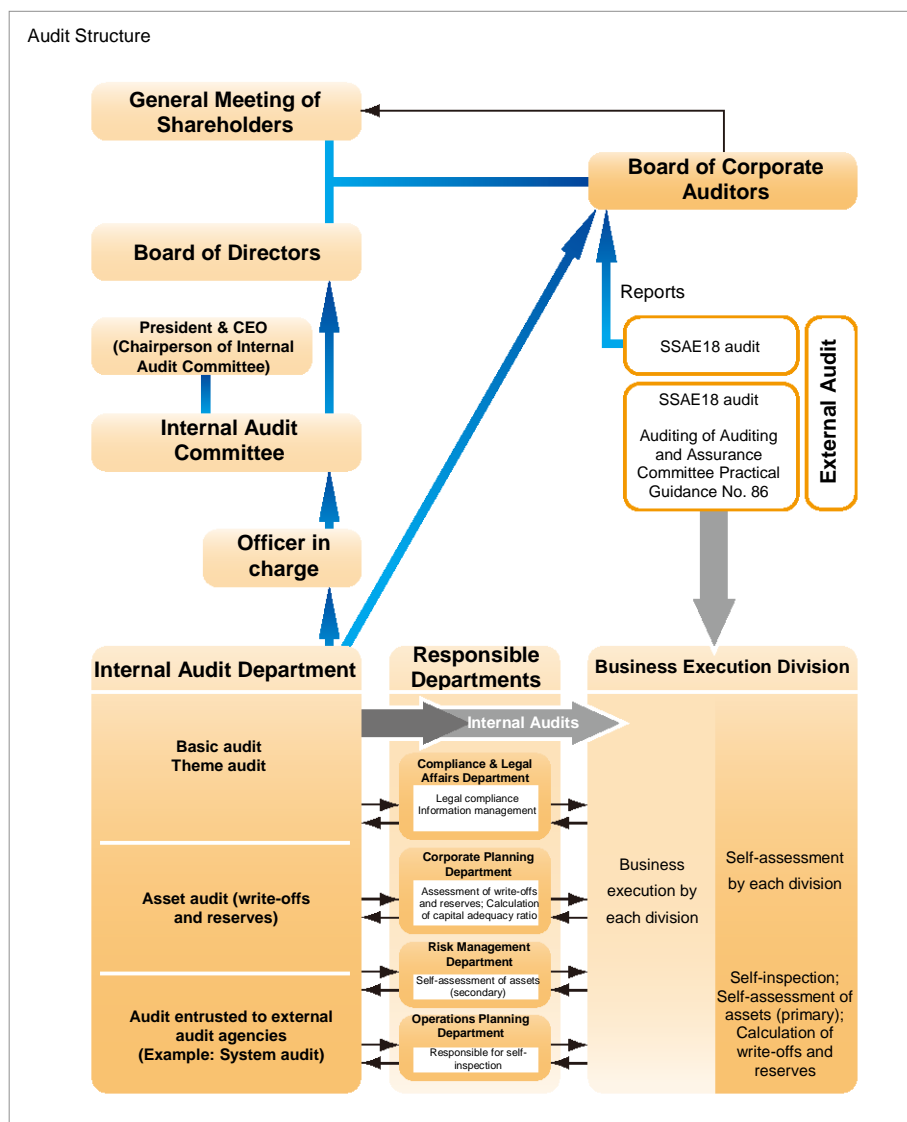 Audit Structure
General Meeting of
Shareholders
Board of Corporate
Auditors
Board of Directors
Reports
President & CEO
(Chairperson of Internal
Audit Committee)
SSAE18 audit
External Audit
SSAE18 audit
Auditing of Auditing
and Assurance
Committee Practical
Guidance No. 86
Internal Audit
Committee
Officer in
charge
Internal Audit Department
Responsible
Departments
Business Execution Division
Internal Audits
Basic audit
Theme audit
Compliance & Legal
Affairs Department
Legal compliance
Information management
Asset audit (write-offs
and reserves)
Corporate Planning
Department
Assessment of write-offs
and reserves; Calculation
of capital adequacy ratio
Business
execution by
each division
Self-assessment
by each division
Audit entrusted to external
audit agencies
(Example: System audit)
Risk Management
Department
Self-assessment of assets
(secondary)
Operations Planning
Department
Responsible for self-
inspection
Self-inspection;
Self-assessment of
assets (primary);
Calculation of
write-offs and
reserves